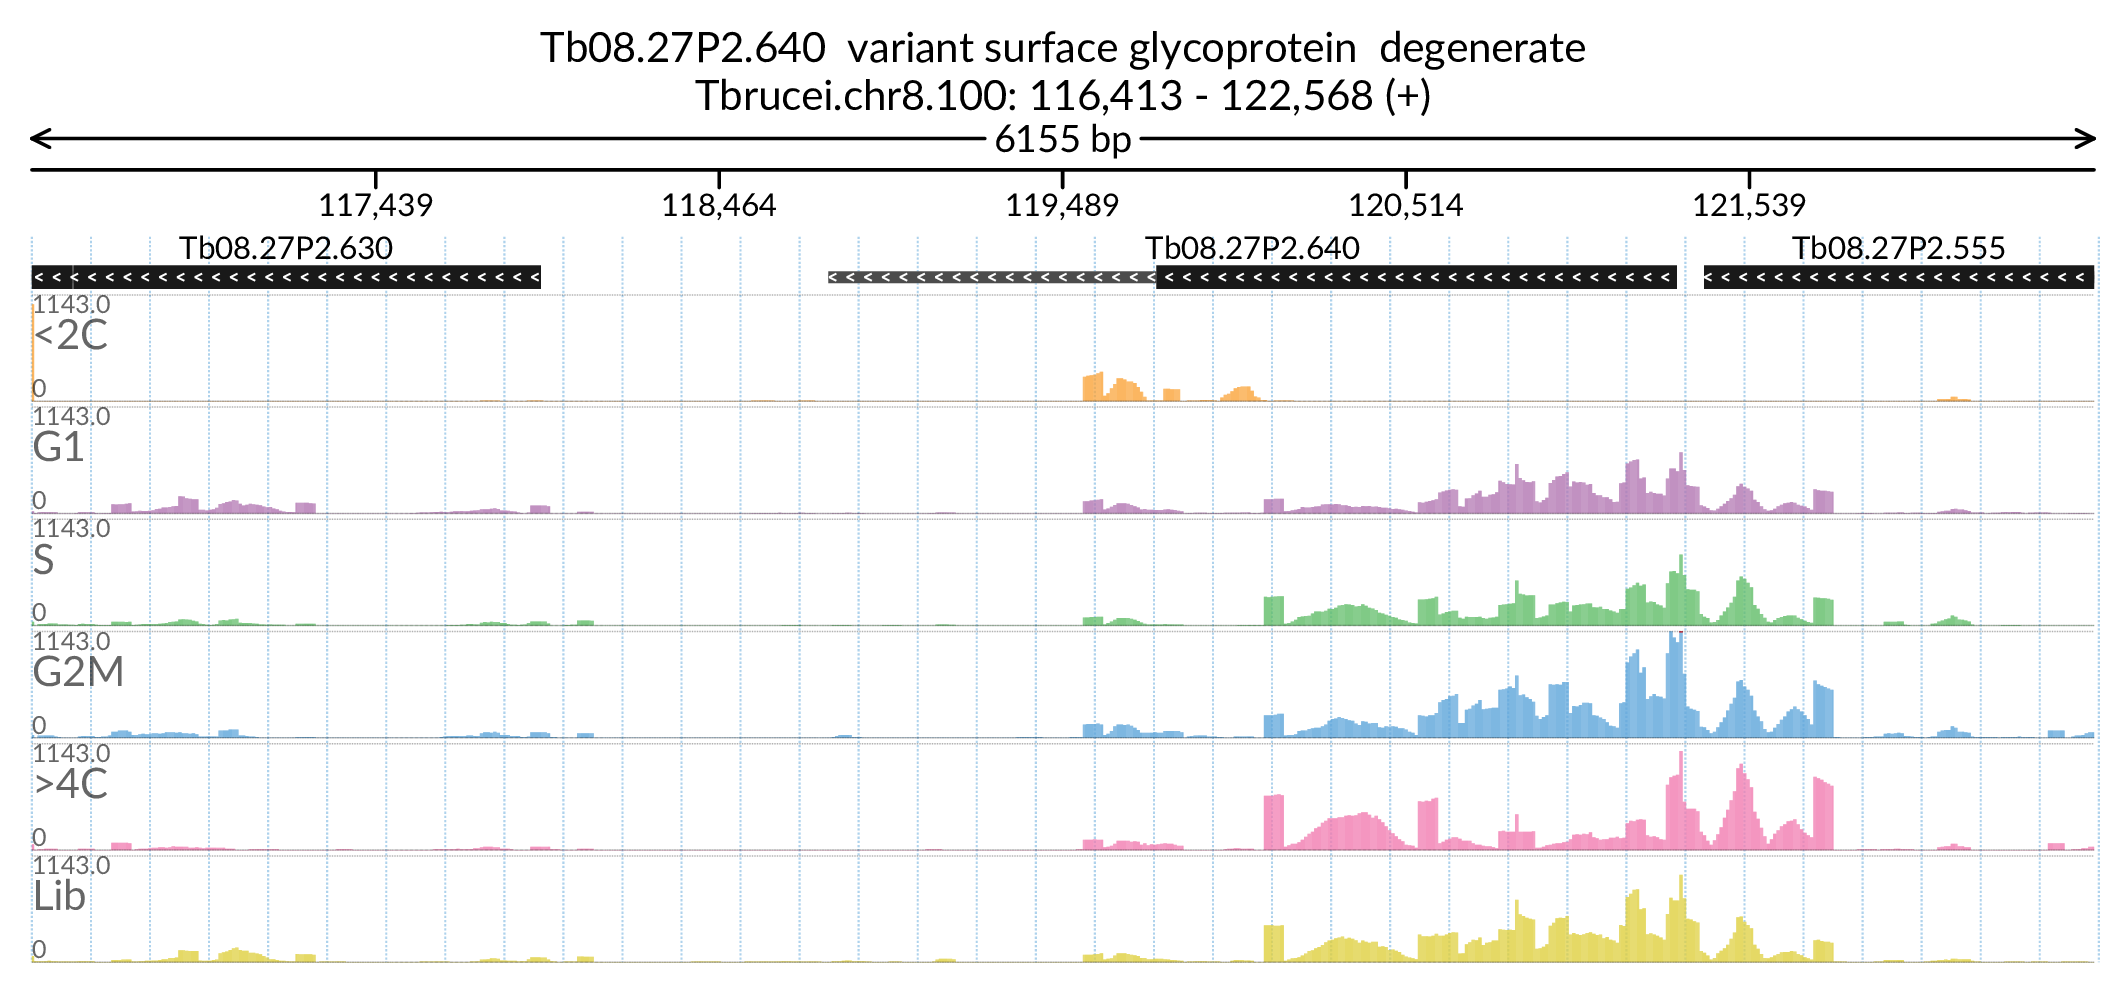 Tb08.27P2.640 variant surface glycoprotein degenerate
Tbrucei.chr8.100: 116,413 - 122,568 (+)
6155 bp
117,439 118,464 119,489 120,514 121,539
Tb08.27P2.630 Tb08.27P2.640 Tb08.27P2.555
1143.0
<2C
0
1143.0
G1
0
1143.0
S
0
1143.0
G2M
0
1143.0
>4C
0
1143.0
Lib
0